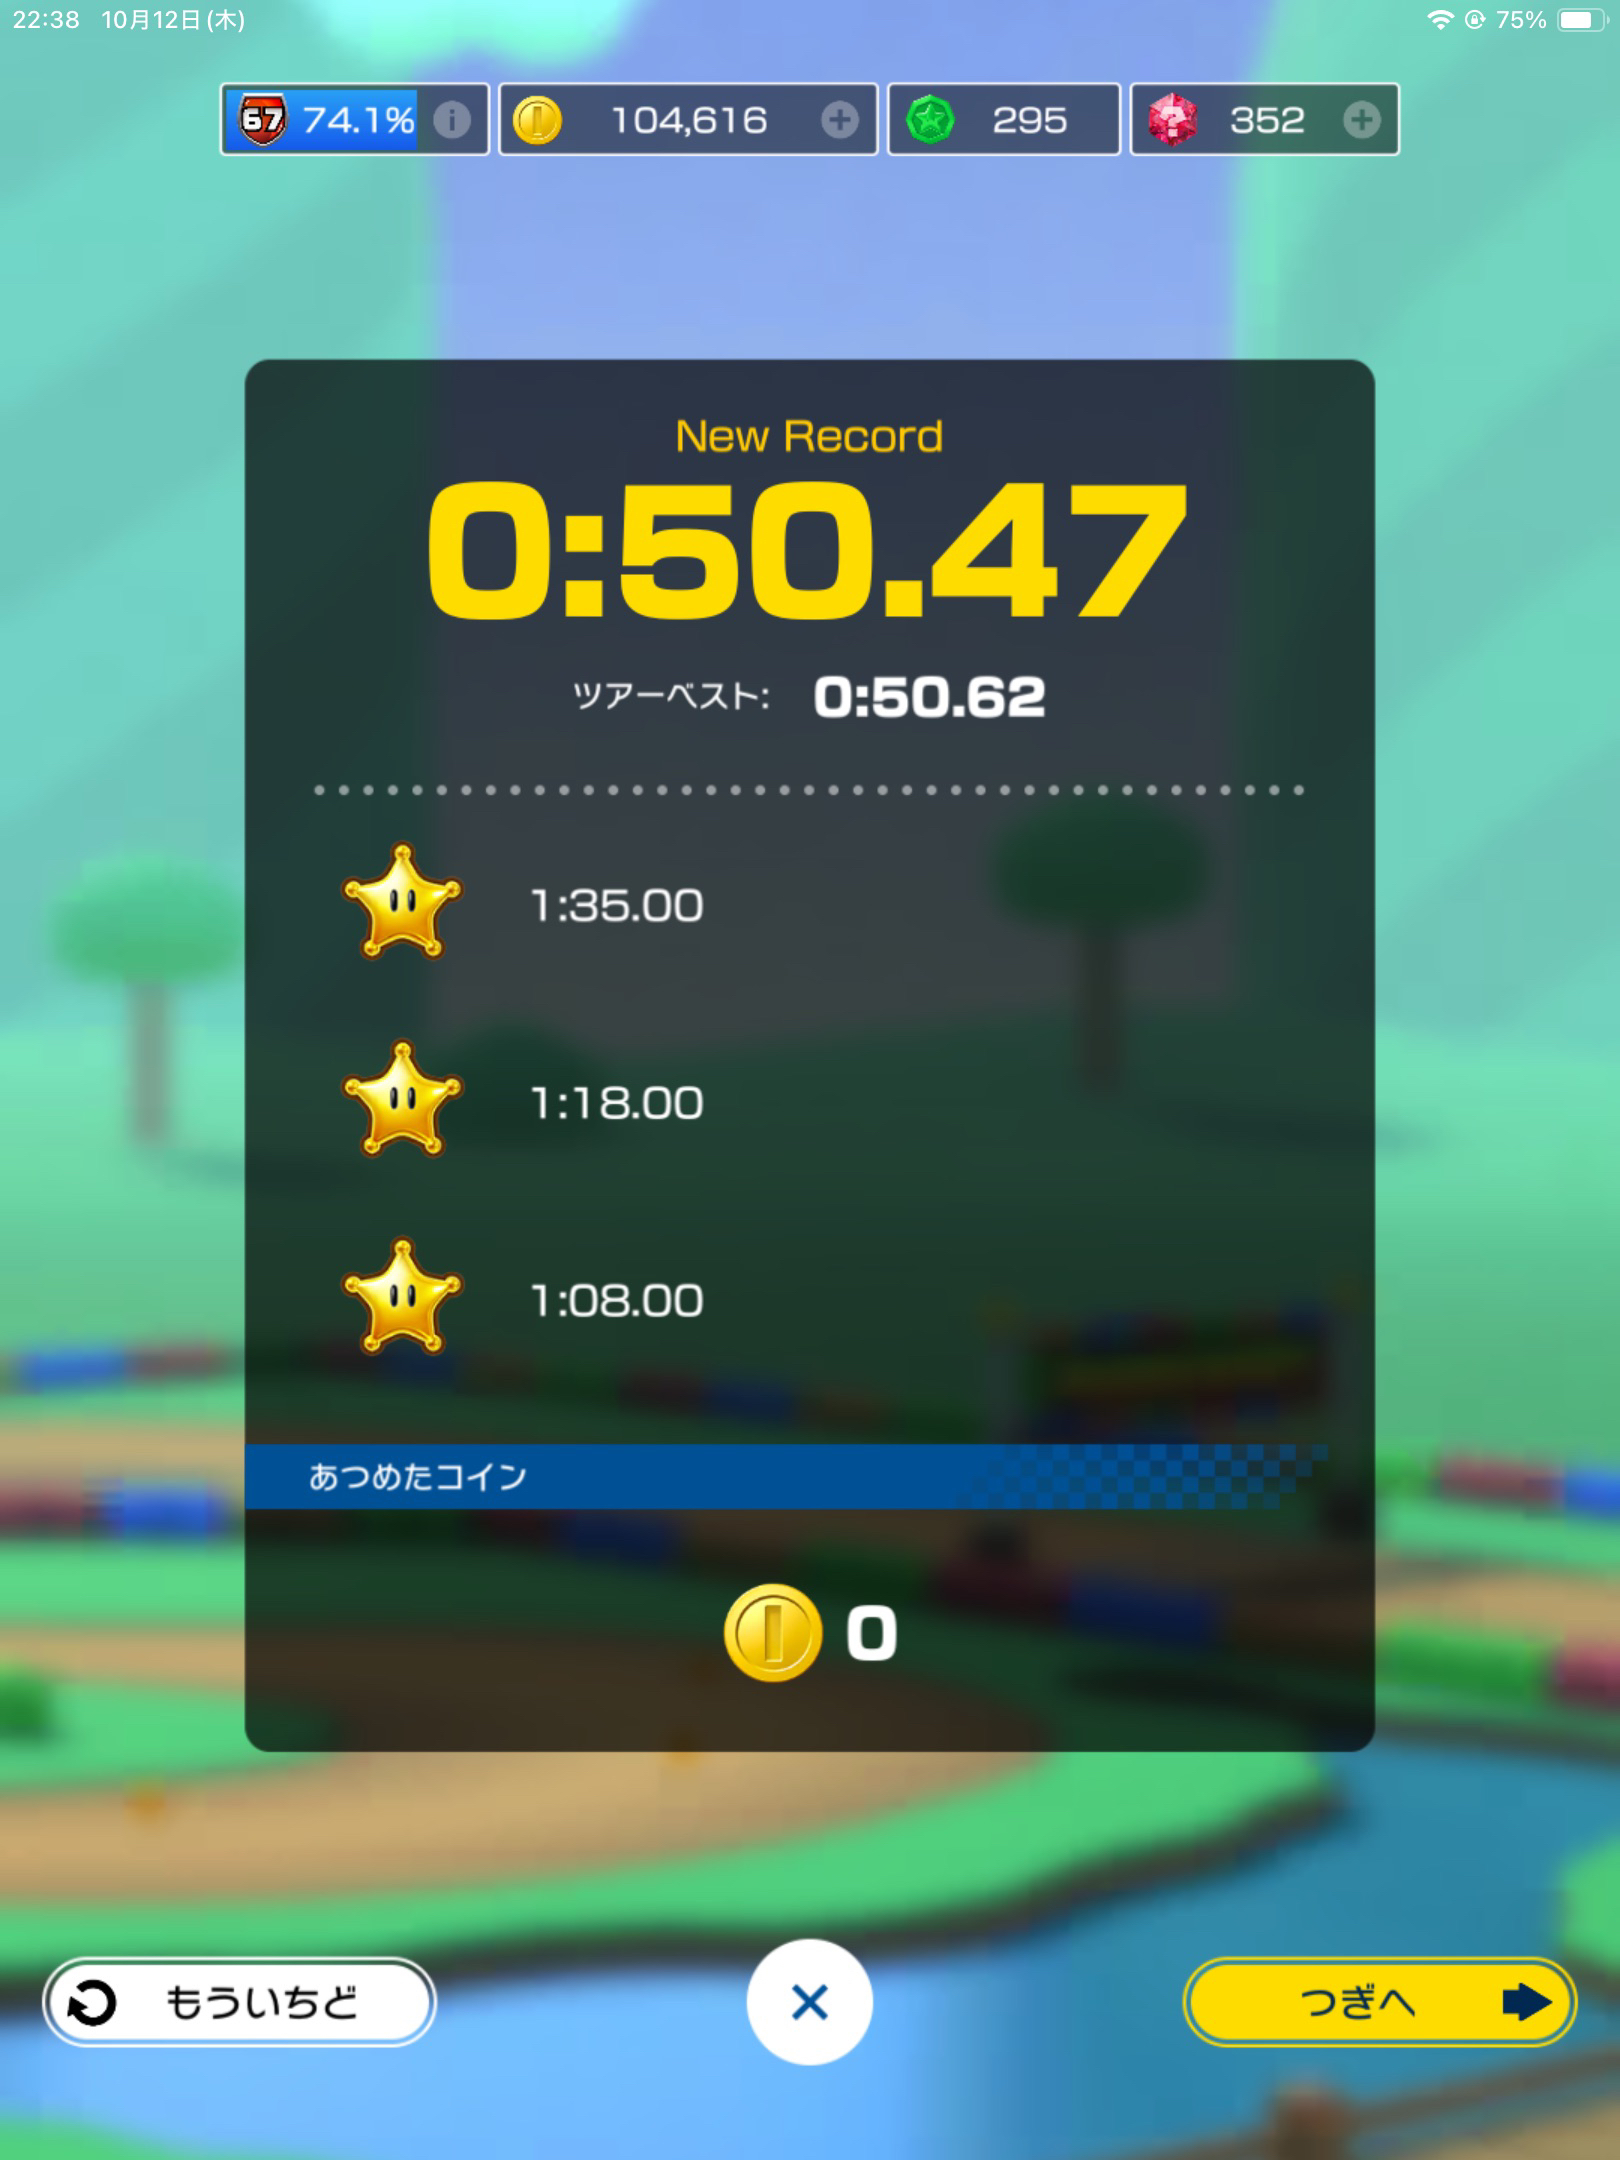 22:38 10月12日(木) 75%
67 74.1% i 104,616 + 295 ? 352 +
New Record
0:50.47
ツアーベスト: 0:50.62
1:35.00
1:18.00
1:08.00
あつめたコイン
0
もういちど × つぎへ